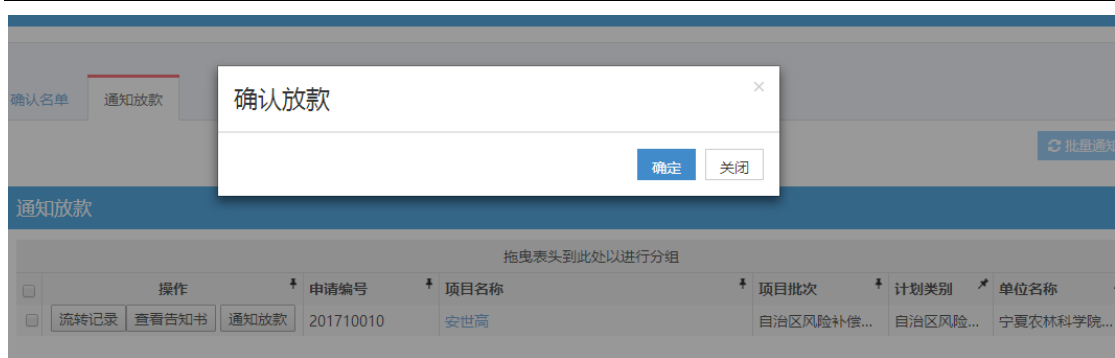 确认名单 通知放款
确认放款
×
批量通知
确定 关闭
通知放款
拖曳表头到此处以进行分组
操作 申请编号 项目名称 项目批次 计划类别 单位名称
流转记录 查看告知书 通知放款 201710010 安世高 自治区风险补偿... 自治区风险... 宁夏农林科学院...